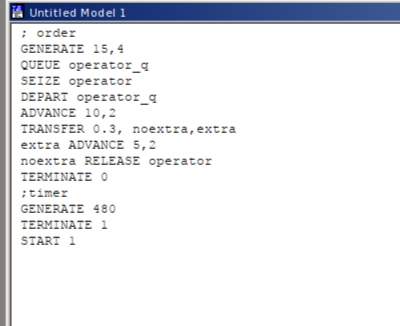 Untitled Model 1
; order
GENERATE 15,4
QUEUE operator_q
SEIZE operator
DEPART operator_q
ADVANCE 10,2
TRANSFER 0.3, noextra,extra
extra ADVANCE 5,2
noextra RELEASE operator
TERMINATE 0
;timer
GENERATE 480
TERMINATE 1
START 1